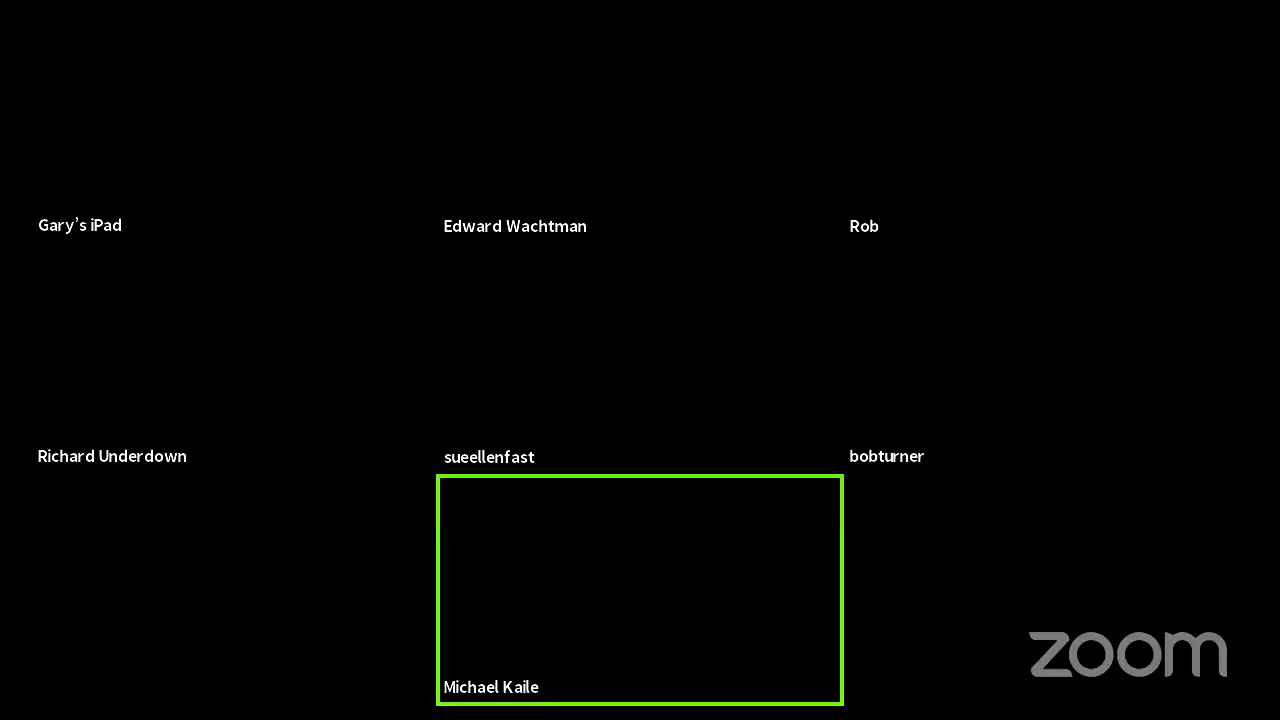 Gary's iPad
Edward Wachtman
Rob
Richard Underdown
sueellenfast
bobturner
Michael Kaile
zoom